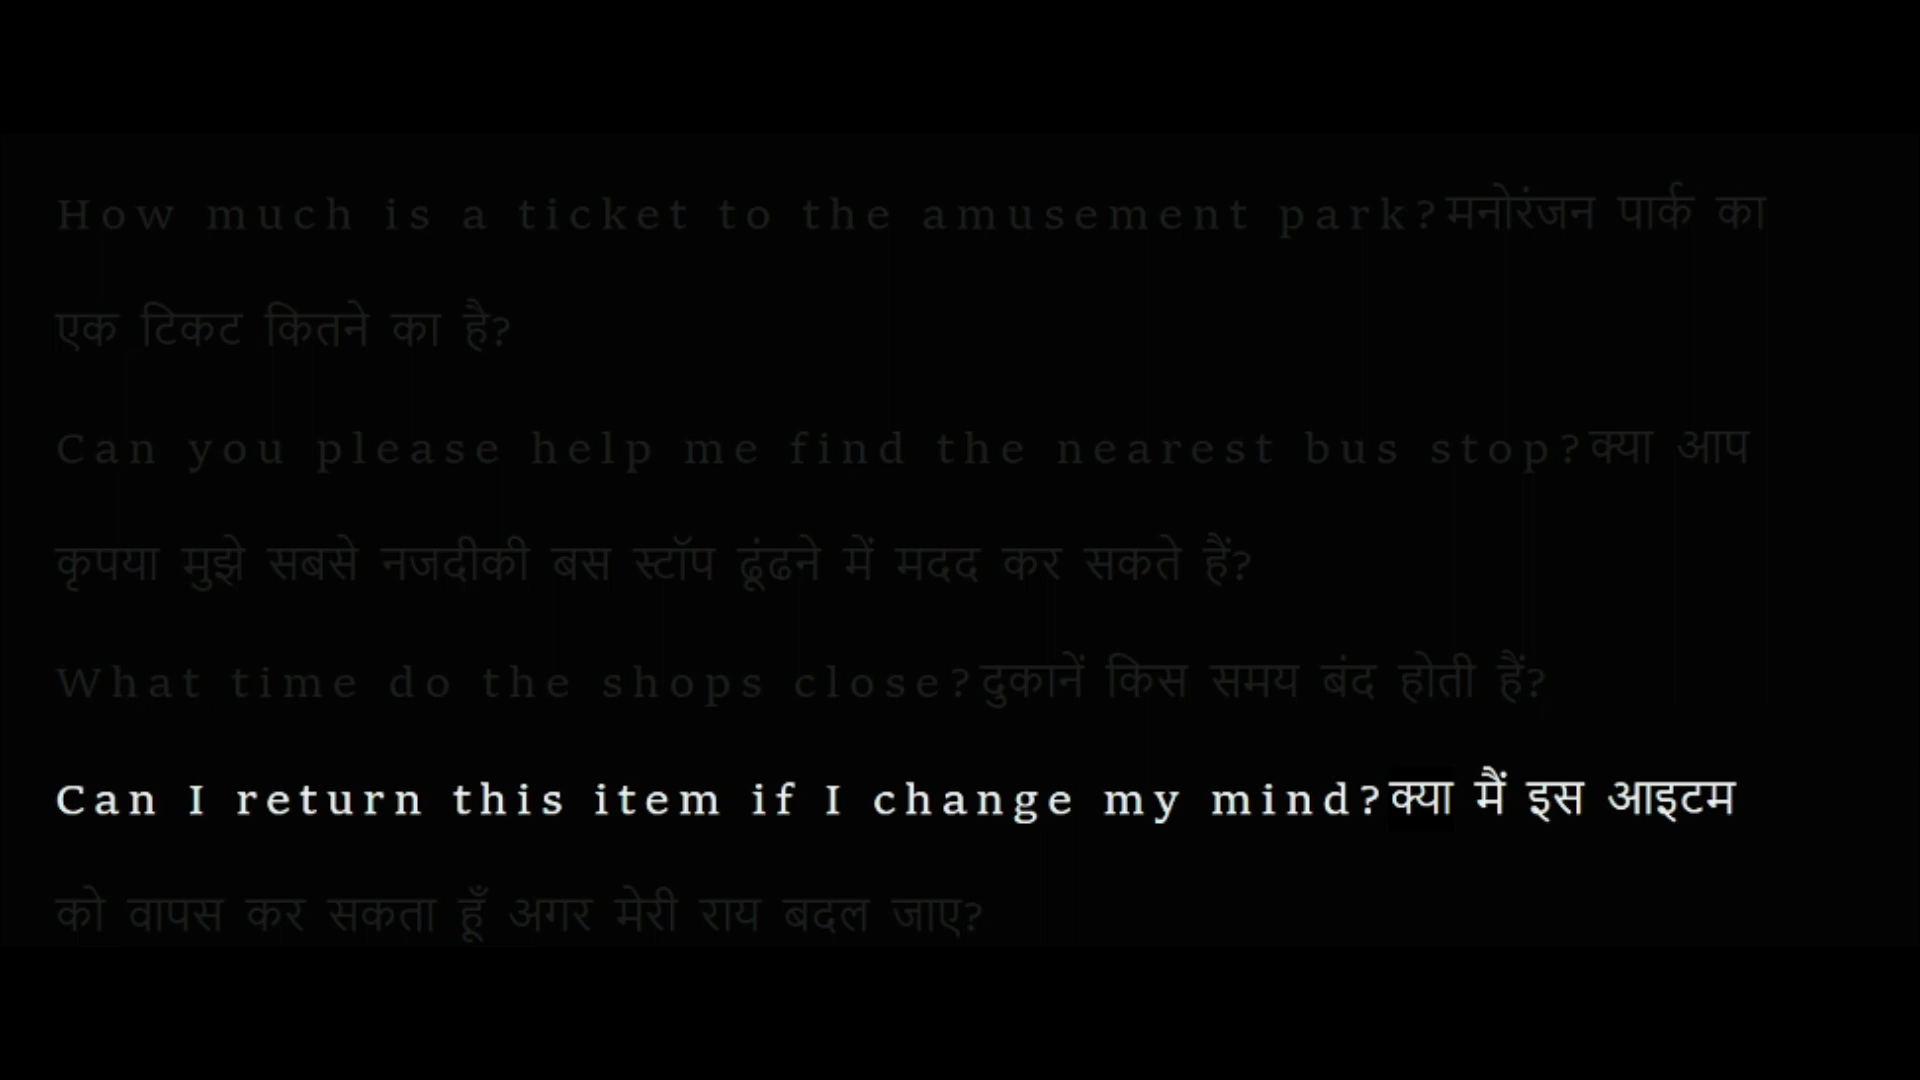 How much is a ticket to the amusement park?मनोरंजन पार्क का
एक टिकट कितने का है?
Can you please help me find the nearest bus stop?क्या आप
कृपया मुझे सबसे नजदीकी बस स्टॉप ढूंढने में मदद कर सकते हैं?
What time do the shops close?दुकानें किस समय बंद होती हैं?
Can I return this item if I change my mind?क्या मैं इस आइटम
को वापस कर सकता हूँ अगर मेरी राय बदल जाए?